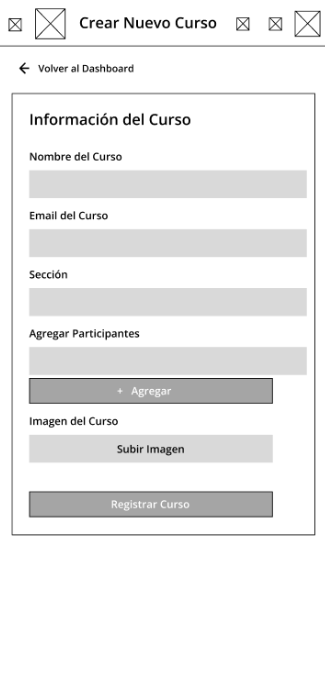 Crear Nuevo Curso
← Volver al Dashboard
Información del Curso
Nombre del Curso
Email del Curso
Sección
Agregar Participantes
+ Agregar
Imagen del Curso
Subir Imagen
Registrar Curso